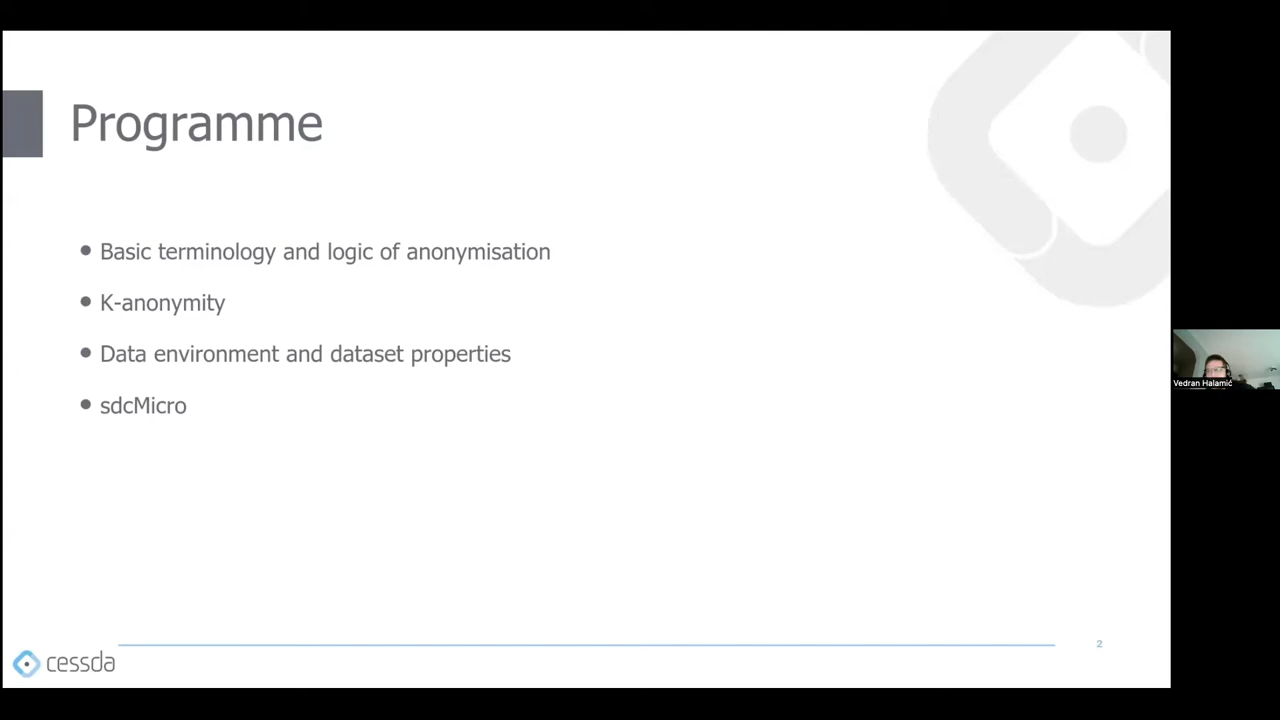 Programme
• Basic terminology and logic of anonymisation
• K-anonymity
• Data environment and dataset properties
• sdcMicro
Vedran Halamić
cessda
2